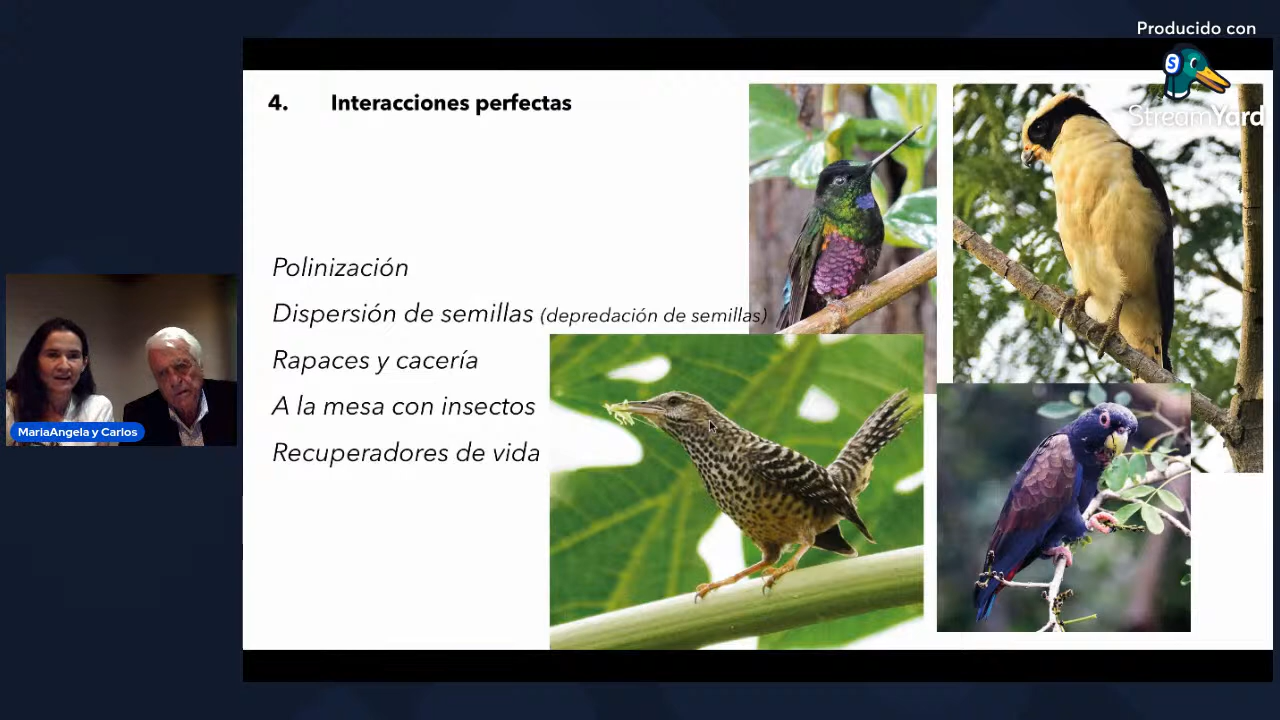 Producido con
S
StreamYard
4. Interacciones perfectas
Polinización
Dispersión de semillas (depredación de semillas)
Rapaces y cacería
A la mesa con insectos
Recuperadores de vida
MariaAngela y Carlos